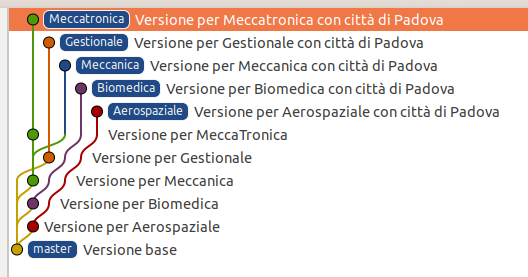 Meccatronica Versione per Meccatronica con città di Padova
Gestionale Versione per Gestionale con città di Padova
Meccanica Versione per Meccanica con città di Padova
Biomedica Versione per Biomedica con città di Padova
Aerospaziale Versione per Aerospaziale con città di Padova
Versione per MeccaTronica
Versione per Gestionale
Versione per Meccanica
Versione per Biomedica
Versione per Aerospaziale
master Versione base